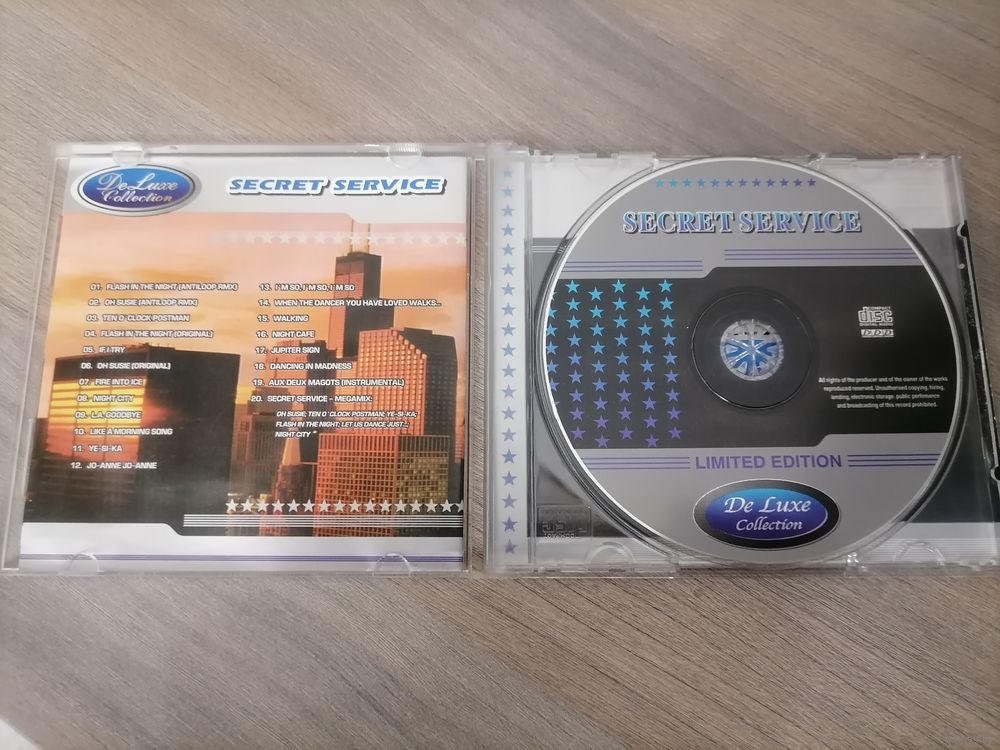 De Luxe
Collection
SECRET SERVICE
01. FLASH IN THE NIGHT (ANTILOOP RMX)
02. OH SUSIE (ANTILOOP RMX)
03. TEN O´CLOCK POSTMAN
04. FLASH IN THE NIGHT (ORIGINAL)
05. IF I TRY
06. OH SUSIE (ORIGINAL)
07. FIRE INTO ICE
08. NIGHT CITY
09. L.A. GOODBYE
10. LIKE A MORNING SONG
11. YE-SI-KA
12. JO-ANNE JO-ANNE
13. I´M SO, I´M SO, I´M SO
14. WHEN THE DANCER YOU HAVE LOVED WALKS...
15. WALKING
16. NIGHT CAFE
17. JUPITER SIGN
18. DANCING IN MADNESS
19. AUX DEUX MAGOTS (INSTRUMENTAL)
20. SECRET SERVICE - MEGAMIX:
OH SUSIE; TEN O´CLOCK POSTMAN; YE-SI-KA;
FLASH IN THE NIGHT; LET US DANCE JUST...;
NIGHT CITY "
SECRET SERVICE
COMPACT
disc
DIGITAL AUDIO
DDD
All rights of the producer and of the owner of the works
reproduced reserved. Unauthorised copying, hiring,
lending, electronic storage, public perfomance
and broadcasting of this record prohibited.
LIMITED EDITION
De Luxe
Collection